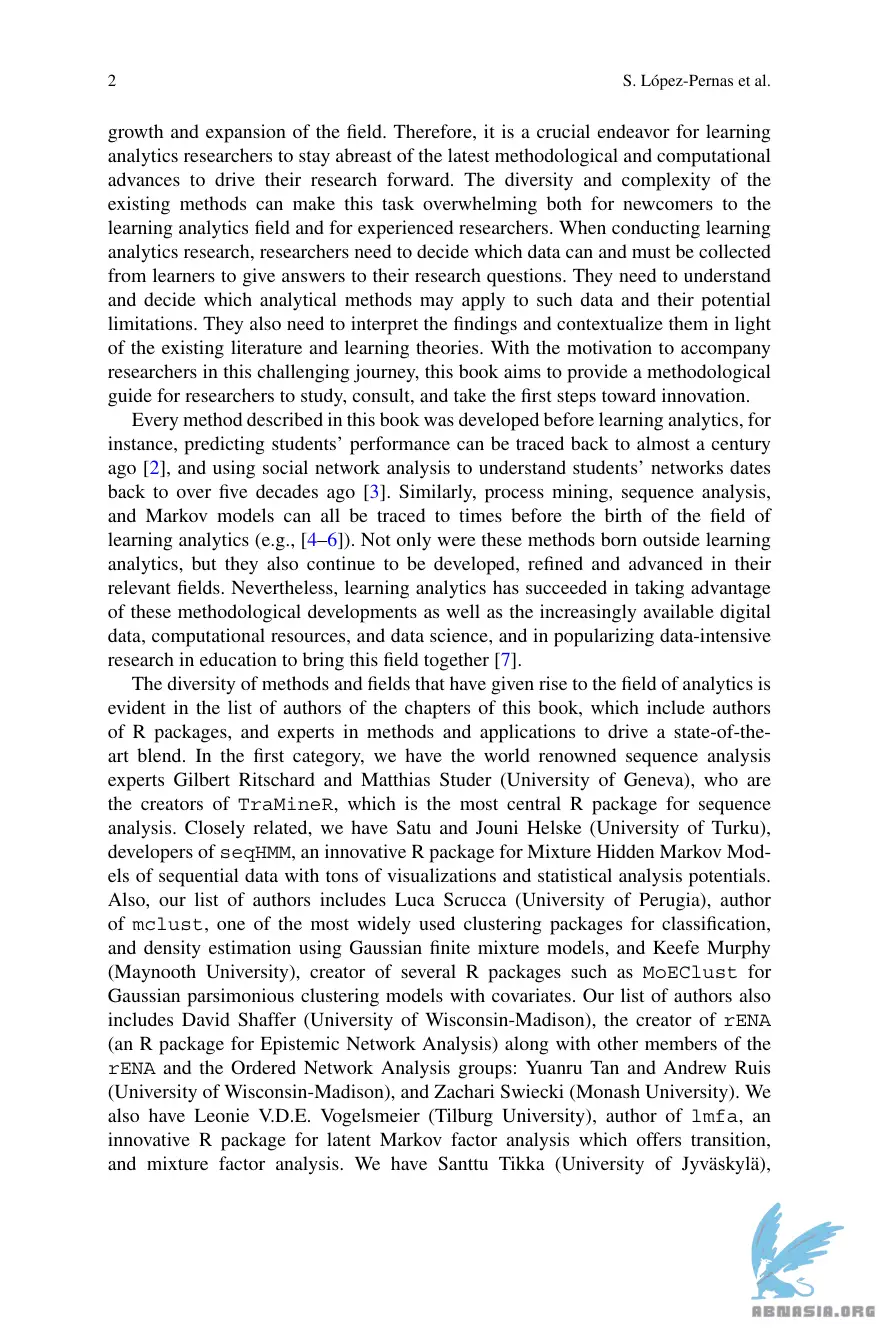 2
S. López-Pernas et al.
growth and expansion of the field. Therefore, it is a crucial endeavor for learning
analytics researchers to stay abreast of the latest methodological and computational
advances to drive their research forward. The diversity and complexity of the
existing methods can make this task overwhelming both for newcomers to the
learning analytics field and for experienced researchers. When conducting learning
analytics research, researchers need to decide which data can and must be collected
from learners to give answers to their research questions. They need to understand
and decide which analytical methods may apply to such data and their potential
limitations. They also need to interpret the findings and contextualize them in light
of the existing literature and learning theories. With the motivation to accompany
researchers in this challenging journey, this book aims to provide a methodological
guide for researchers to study, consult, and take the first steps toward innovation.
Every method described in this book was developed before learning analytics, for
instance, predicting students’ performance can be traced back to almost a century
ago [2], and using social network analysis to understand students’ networks dates
back to over five decades ago [3]. Similarly, process mining, sequence analysis,
and Markov models can all be traced to times before the birth of the field of
learning analytics (e.g., [4–6]). Not only were these methods born outside learning
analytics, but they also continue to be developed, refined and advanced in their
relevant fields. Nevertheless, learning analytics has succeeded in taking advantage
of these methodological developments as well as the increasingly available digital
data, computational resources, and data science, and in popularizing data-intensive
research in education to bring this field together [7].
The diversity of methods and fields that have given rise to the field of analytics is
evident in the list of authors of the chapters of this book, which include authors
of R packages, and experts in methods and applications to drive a state-of-the-
art blend. In the first category, we have the world renowned sequence analysis
experts Gilbert Ritschard and Matthias Studer (University of Geneva), who are
the creators of TraMineR, which is the most central R package for sequence
analysis. Closely related, we have Satu and Jouni Helske (University of Turku),
developers of seqHMM, an innovative R package for Mixture Hidden Markov Mod-
els of sequential data with tons of visualizations and statistical analysis potentials.
Also, our list of authors includes Luca Scrucca (University of Perugia), author
of mclust, one of the most widely used clustering packages for classification,
and density estimation using Gaussian finite mixture models, and Keefe Murphy
(Maynooth University), creator of several R packages such as MoEClust for
Gaussian parsimonious clustering models with covariates. Our list of authors also
includes David Shaffer (University of Wisconsin-Madison), the creator of rENA
(an R package for Epistemic Network Analysis) along with other members of the
rENA and the Ordered Network Analysis groups: Yuanru Tan and Andrew Ruis
(University of Wisconsin-Madison), and Zachari Swiecki (Monash University). We
also have Leonie V.D.E. Vogelsmeier (Tilburg University), author of lmfa, an
innovative R package for latent Markov factor analysis which offers transition,
and mixture factor analysis. We have Santtu Tikka (University of Jyväskylä),
ABNASIA.ORG